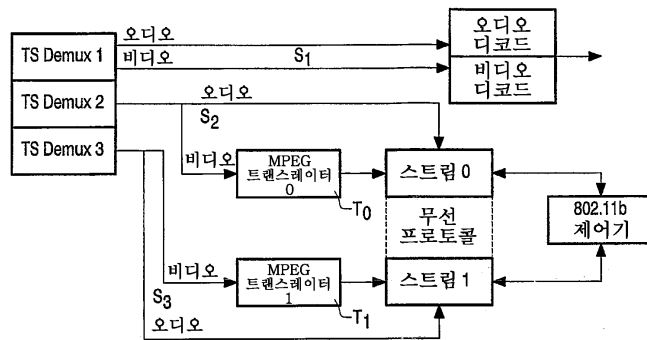 TS Demux 1
TS Demux 2
TS Demux 3
오디오
비디오
S1
오디오
디코드
비디오
디코드
오디오
S2
비디오
MPEG
트랜스레이터
0
T0
스트림 0
무선
프로토콜
802.11b
제어기
비디오
S3
MPEG
트랜스레이터
1
T1
스트림 1
오디오